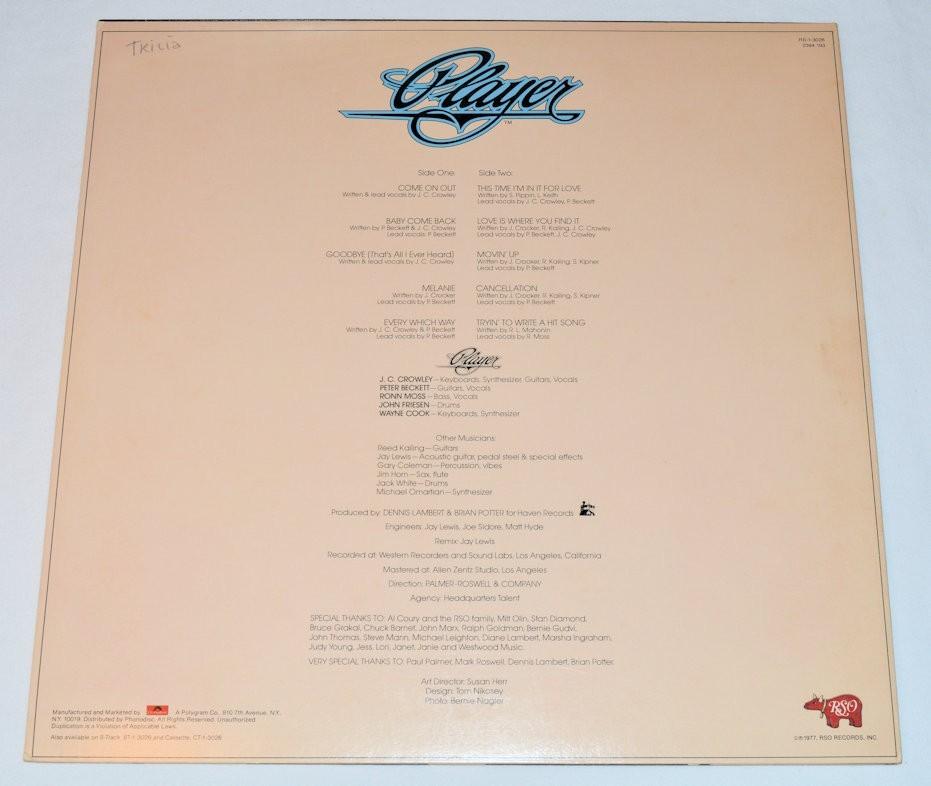 TRICIA
RS-1-3026
2394 193
Player
TM
Side One:
COME ON OUT
Written & lead vocals by J. C. Crowley
BABY COME BACK
Written by P. Beckett & J. C. Crowley
Lead vocals: P. Beckett
GOODBYE (That's All I Ever Heard)
Written & lead vocals by J. C. Crowley
MELANIE
Written by J. Crocker
Lead vocals by P. Beckett
EVERY WHICH WAY
Written by J. C. Crowley & P. Beckett
Lead vocals by P. Beckett
Side Two:
THIS TIME I'M IN IT FOR LOVE
Written by S. Pippin, L. Keith
Lead vocals by J. C. Crowley, P. Beckett
LOVE IS WHERE YOU FIND IT
Written by J. Crocker, R. Kailing, J. C. Crowley
Lead vocals by P. Beckett, J. C. Crowley
MOVIN' UP
Written by J. Crocker, R. Kailing, S. Kipner
Lead vocals by P. Beckett
CANCELLATION
Written by J. Crocker, R. Kailing, S. Kipner
Lead vocals by P. Beckett
TRYIN' TO WRITE A HIT SONG
Written by R. L. Mahonin
Lead vocals by R. Moss
Player
J. C. CROWLEY—Keyboards, Synthesizer, Guitars, Vocals
PETER BECKETT—Guitars, Vocals
RONN MOSS—Bass, Vocals
JOHN FRIESEN—Drums
WAYNE COOK—Keyboards, Synthesizer
Other Musicians:
Reed Kailing—Guitars
Jay Lewis—Acoustic guitar, pedal steel & special effects
Gary Coleman—Percussion, vibes
Jim Horn—Sax, flute
Jack White—Drums
Michael Omartian—Synthesizer
Produced by: DENNIS LAMBERT & BRIAN POTTER for Haven Records
Engineers: Jay Lewis, Joe Sidore, Matt Hyde
Remix: Jay Lewis
Recorded at: Western Recorders and Sound Labs, Los Angeles, California
Mastered at: Allen Zentz Studio, Los Angeles
Direction: PALMER-ROSWELL & COMPANY
Agency: Headquarters Talent
SPECIAL THANKS TO: Al Coury and the RSO family, Milt Olin, Stan Diamond,
Bruce Grakal, Chuck Barnet, John Marx, Ralph Goldman, Bernie Gudvi,
John Thomas, Steve Mann, Michael Leighton, Diane Lambert, Marsha Ingraham,
Judy Young, Jess, Lori, Janet, Janie and Westwood Music.
VERY SPECIAL THANKS TO: Paul Palmer, Mark Roswell, Dennis Lambert, Brian Potter.
Art Director: Susan Herr
Design: Tom Nikosey
Photo: Bernie Nagler
Manufactured and Marketed by A Polygram Co., 810 7th Avenue, N.Y.,
N.Y. 10019. Distributed by Phonodisc. All Rights Reserved. Unauthorized
Duplication is a Violation of Applicable Laws.
Also available on 8-Track 8T-1-3026 and Cassette, CT-1-3026
RSO
©℗1977, RSO RECORDS, INC.